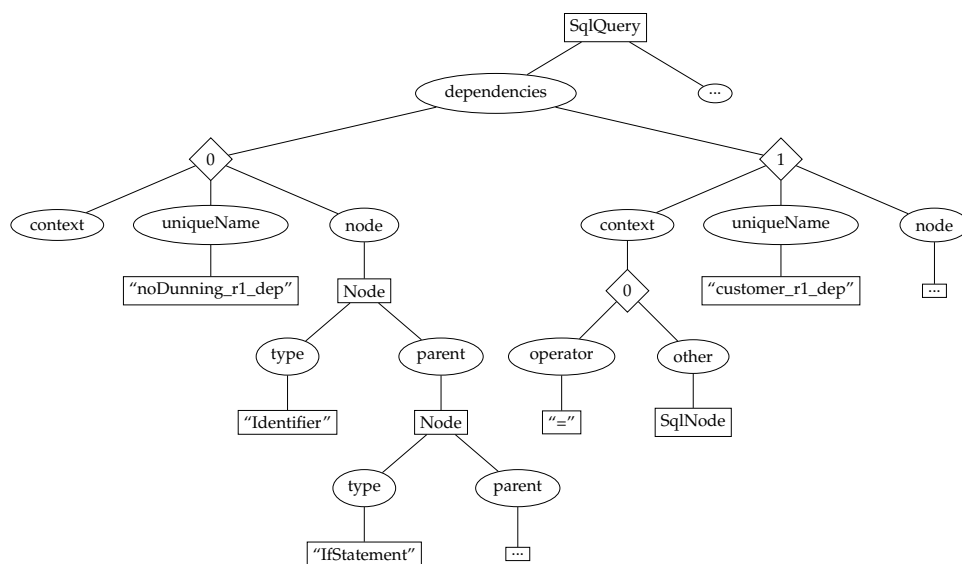 SqlQuery
dependencies
...
0
1
context
uniqueName
node
context
uniqueName
node
“noDunning_r1_dep”
Node
0
“customer_r1_dep”
...
type
parent
operator
other
“Identifier”
Node
“=”
SqlNode
type
parent
“IfStatement”
...